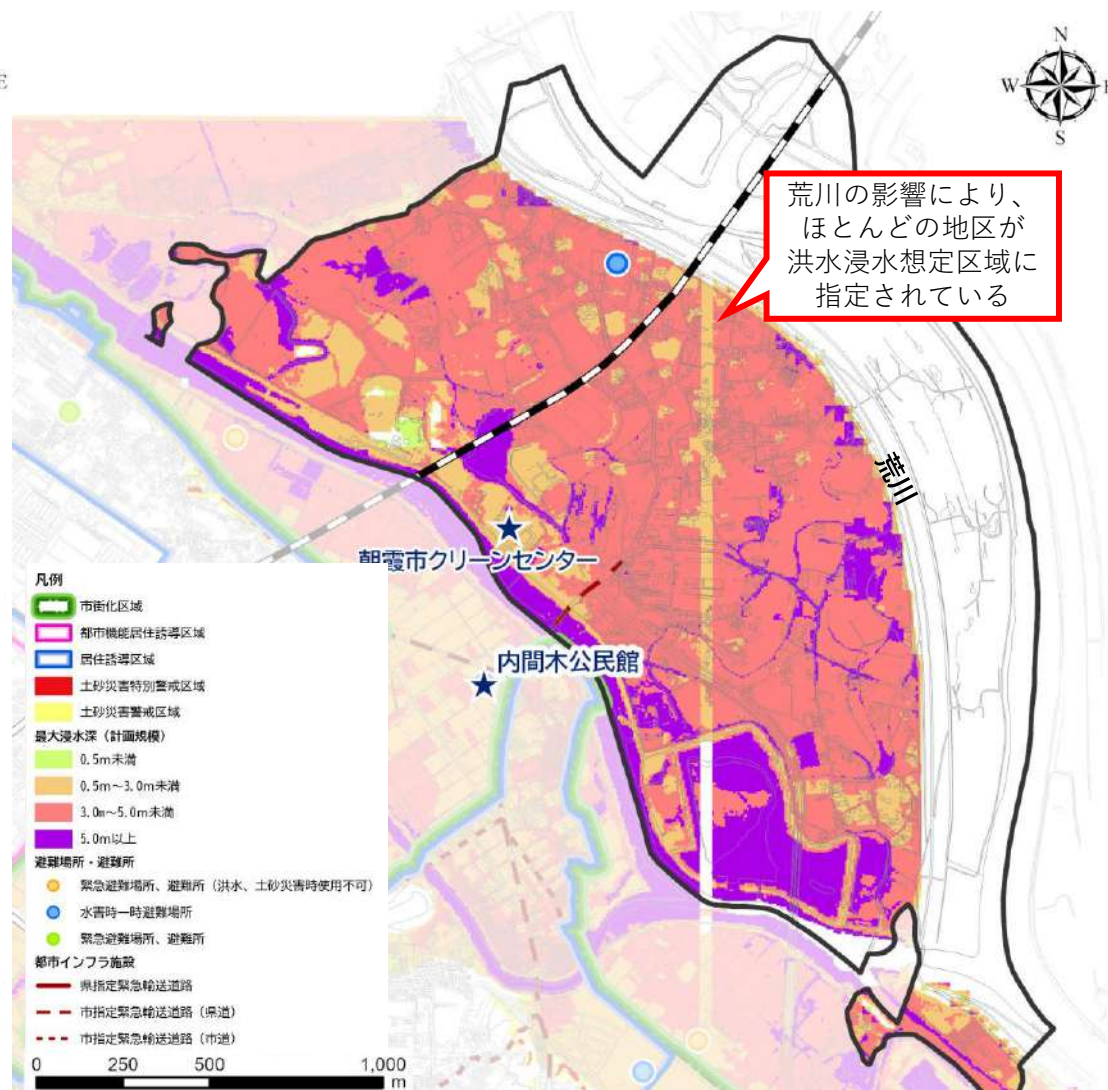 N
W
S
E
荒川の影響により、
ほとんどの地区が
洪水浸水想定区域に
指定されている
荒川
朝霞市クリーンセンター
内間木公民館
凡例
市街化区域
都市機能居住誘導区域
居住誘導区域
土砂災害特別警戒区域
土砂災害警戒区域
最大浸水深（計画規模）
0.5m未満
0.5m～3.0m未満
3.0m～5.0m未満
5.0m以上
避難場所・避難所
緊急避難場所、避難所（洪水、土砂災害時使用不可）
水害時一時避難場所
緊急避難場所、避難所
都市インフラ施設
県指定緊急輸送道路
市指定緊急輸送道路（県道）
市指定緊急輸送道路（市道）
0 250 500 1,000
m